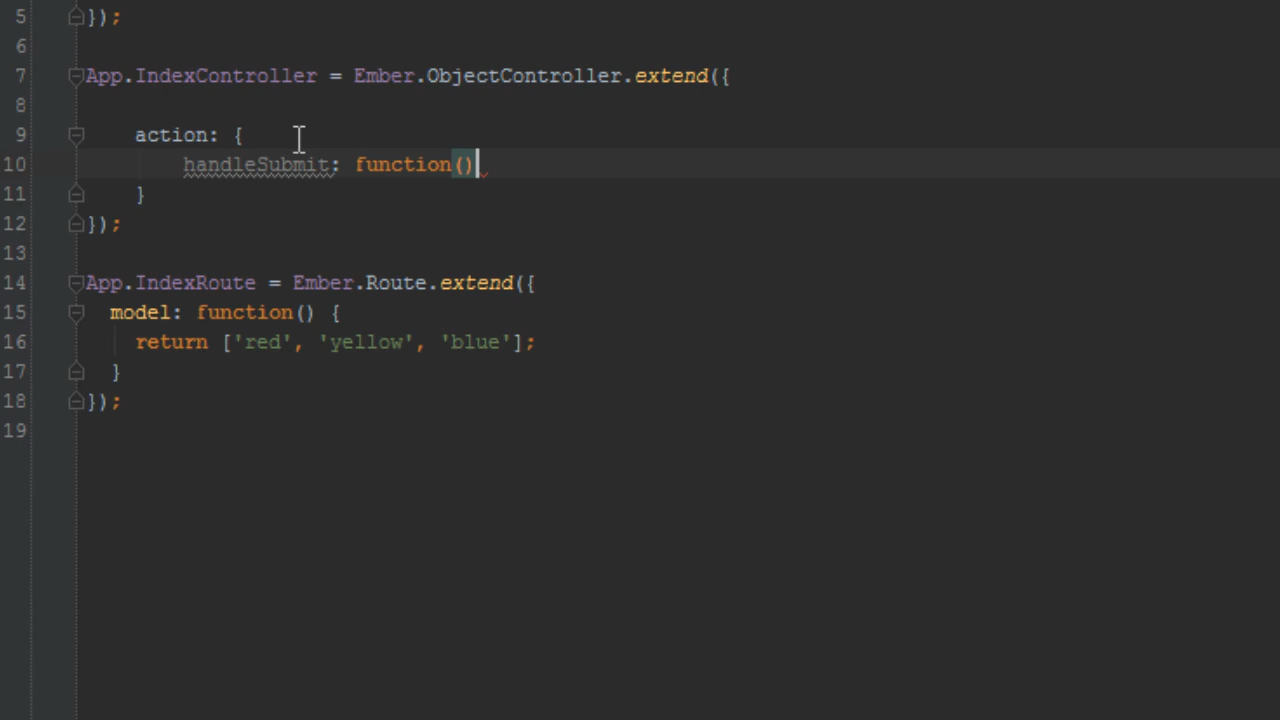 5 });
6
7 App.IndexController = Ember.ObjectController.extend({
8
9 action: {
10 handleSubmit: function()
11 }
12 });
13
14 App.IndexRoute = Ember.Route.extend({
15 model: function() {
16 return ['red', 'yellow', 'blue'];
17 }
18 });
19